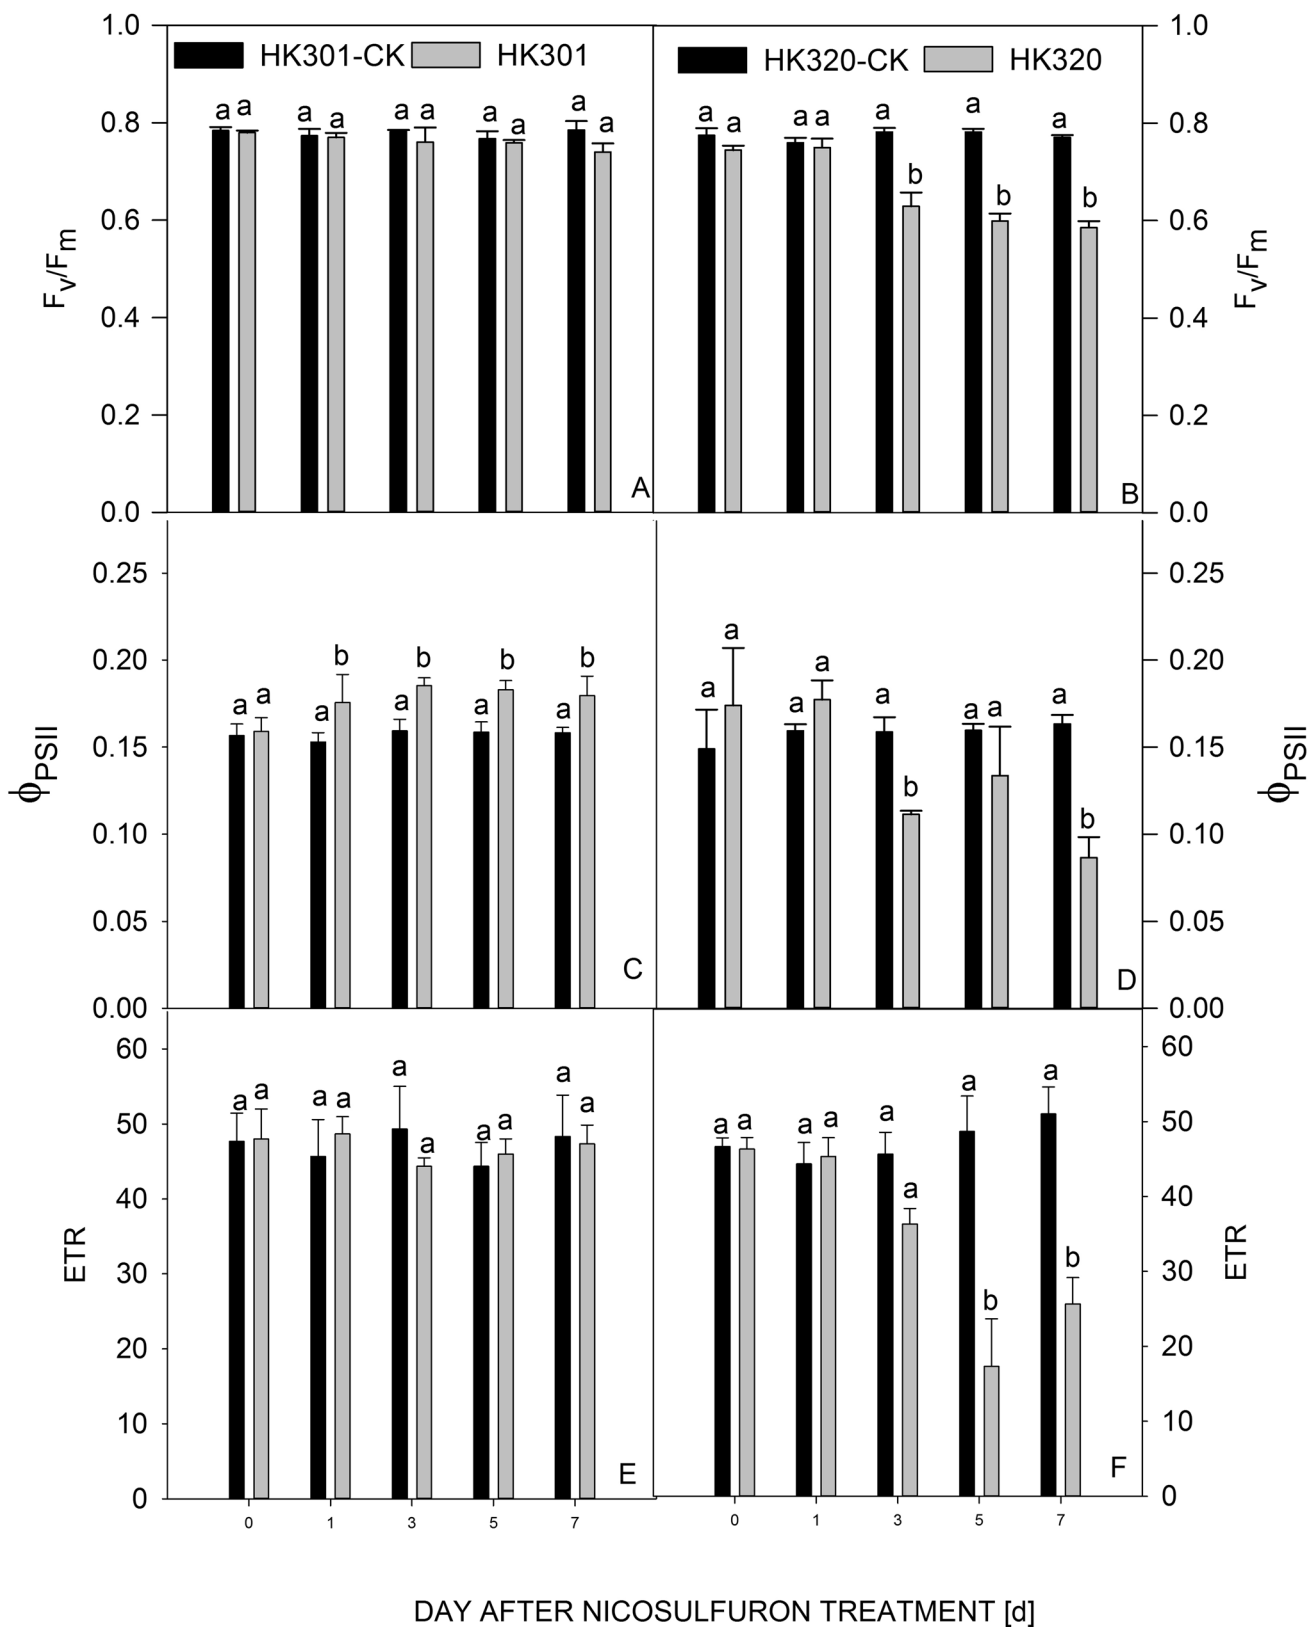 1.0 1.0
HK301-CK HK301 HK320-CK HK320
a a a a a a a a a a a a a a a a a
0.8 0.8
b b b
0.6 0.6
Fv/Fm Fv/Fm
0.4 0.4
0.2 0.2
A B
0.0 0.0
0.25 0.25
a
b b b b a
0.20 0.20
a a a a a a a a a a a a
0.15 0.15
ϕPSII ϕPSII
b b
0.10 0.10
0.05 0.05
C D
0.00 0.00
60 60
a a a a
a a a a a a a a a a a a
50 50
a
40 a 40
ETR ETR
30 b 30
b
20 20
10 10
E F
0 0
0 1 3 5 7 0 1 3 5 7
DAY AFTER NICOSULFURON TREATMENT [d]